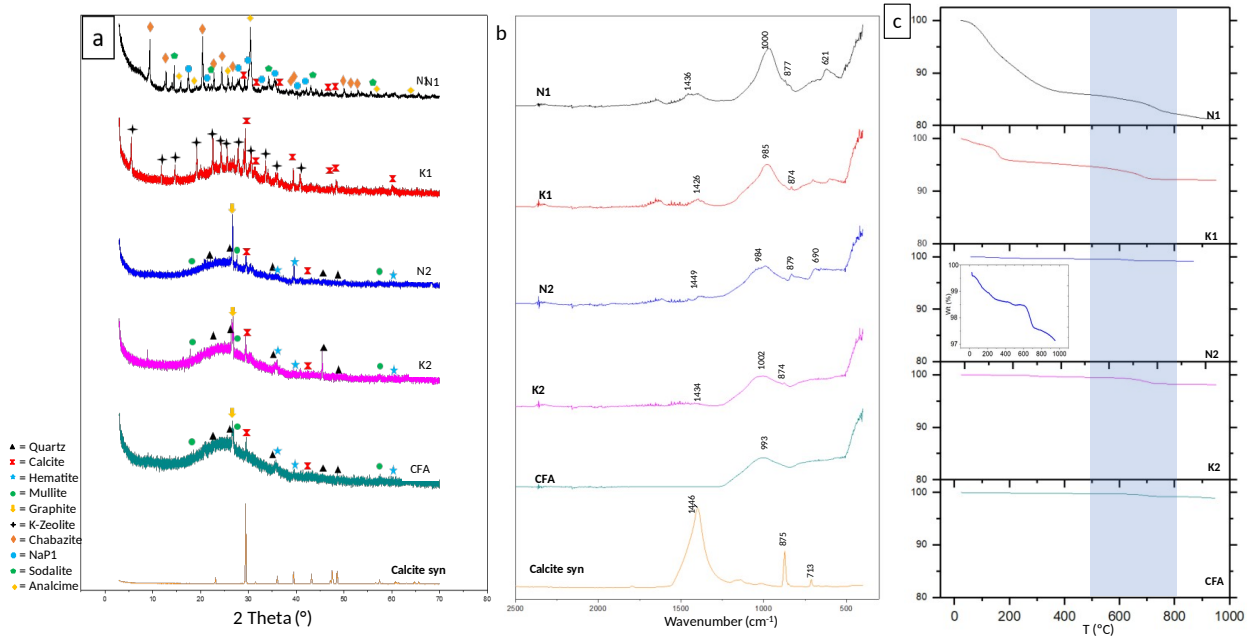 a
N1
N1
K1
N2
K2
CFA
Calcite syn
= Quartz
= Calcite
= Hematite
= Mullite
= Graphite
= K-Zeolite
= Chabazite
= NaP1
= Sodalite
= Analcime
0 10 20 30 40 50 60 70 80
2 Theta (°)
b
1436
1000
877
621
N1
1426
985
874
K1
1449
984
879
690
N2
1434
1002
874
K2
993
CFA
1446
875
713
Calcite syn
2500 2000 1500 1000 500
Wavenumber (cm⁻¹)
c
100
90
80
N1
100
90
80
K1
100
90
80
N2
99
98
97
Wt (%)
0 200 400 600 800 1000
100
90
80
K2
100
90
80
CFA
0 200 400 600 800 1000
T (°C)